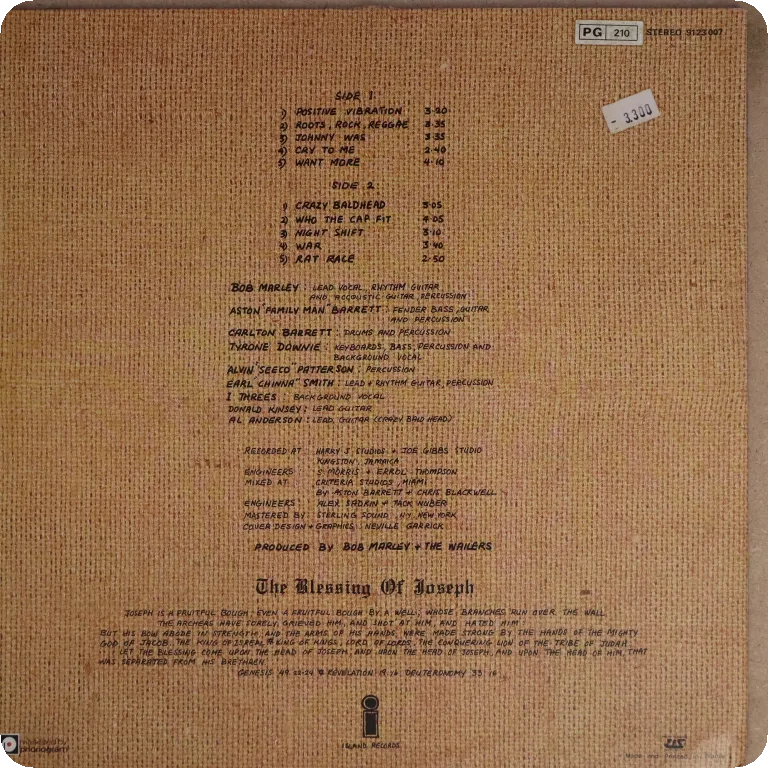 PG 210 STEREO 9123 007
- 3.300
SIDE 1
1) POSITIVE VIBRATION 3·20
2) ROOTS, ROCK, REGGAE 3·35
3) JOHNNY WAS 3·35
4) CRY TO ME 2·40
5) WANT MORE 4·10
SIDE 2
1) CRAZY BALDHEAD 3·05
2) WHO THE CAP FIT 4·05
3) NIGHT SHIFT 3·10
4) WAR 3·40
5) RAT RACE 2·50
BOB MARLEY : LEAD VOCAL, RHYTHM GUITAR
AND, ACCOUSTIC GUITAR, PERCUSSION
ASTON "FAMILY MAN" BARRETT : FENDER BASS, GUITAR
AND PERCUSSION
CARLTON BARRETT : DRUMS AND PERCUSSION
TYRONE DOWNIE : KEYBOARDS, BASS, PERCUSSION AND
BACKGROUND VOCAL
ALVIN "SEECO" PATTERSON : PERCUSSION
EARL "CHINNA" SMITH : LEAD + RHYTHM GUITAR, PERCUSSION
I THREES : BACKGROUND VOCAL
DONALD KINSEY : LEAD GUITAR
AL ANDERSON : LEAD GUITAR (CRAZY BALD HEAD)
RECORDED AT : HARRY J STUDIOS + JOE GIBBS STUDIO
KINGSTON, JAMAICA
ENGINEERS : S MORRIS + ERROL THOMPSON
MIXED AT : CRITERIA STUDIOS, MIAMI
BY ASTON BARRETT + CHRIS BLACKWELL
ENGINEERS : ALEX SADKIN + JACK NUBER
MASTERED BY STERLING SOUND, N.Y. NEW YORK
COVER DESIGN + GRAPHICS : NEVILLE GARRICK
PRODUCED BY BOB MARLEY + THE WAILERS
The Blessing Of Joseph
JOSEPH IS A FRUITFUL BOUGH, EVEN A FRUITFUL BOUGH BY A WELL; WHOSE BRANCHES RUN OVER THE WALL
THE ARCHERS HAVE SORELY GRIEVED HIM, AND SHOT AT HIM, AND HATED HIM
BUT HIS BOW ABODE IN STRENGTH, AND THE ARMS OF HIS HANDS WERE MADE STRONG BY THE HANDS OF THE MIGHTY
GOD OF JACOB, THE KING OF ISREAL & KING OF KINGS, LORD OF LORDS, THE CONQUERING LION OF THE TRIBE OF JUDAH.
LET THE BLESSING COME UPON THE HEAD OF JOSEPH, AND UPON THE HEAD OF HIM, THAT
WAS SEPARATED FROM HIS BRETHREN.
GENESIS 49 22-24 & REVELATION 19 16 DEUTERONOMY 33 16
ISLAND RECORDS
phonogram